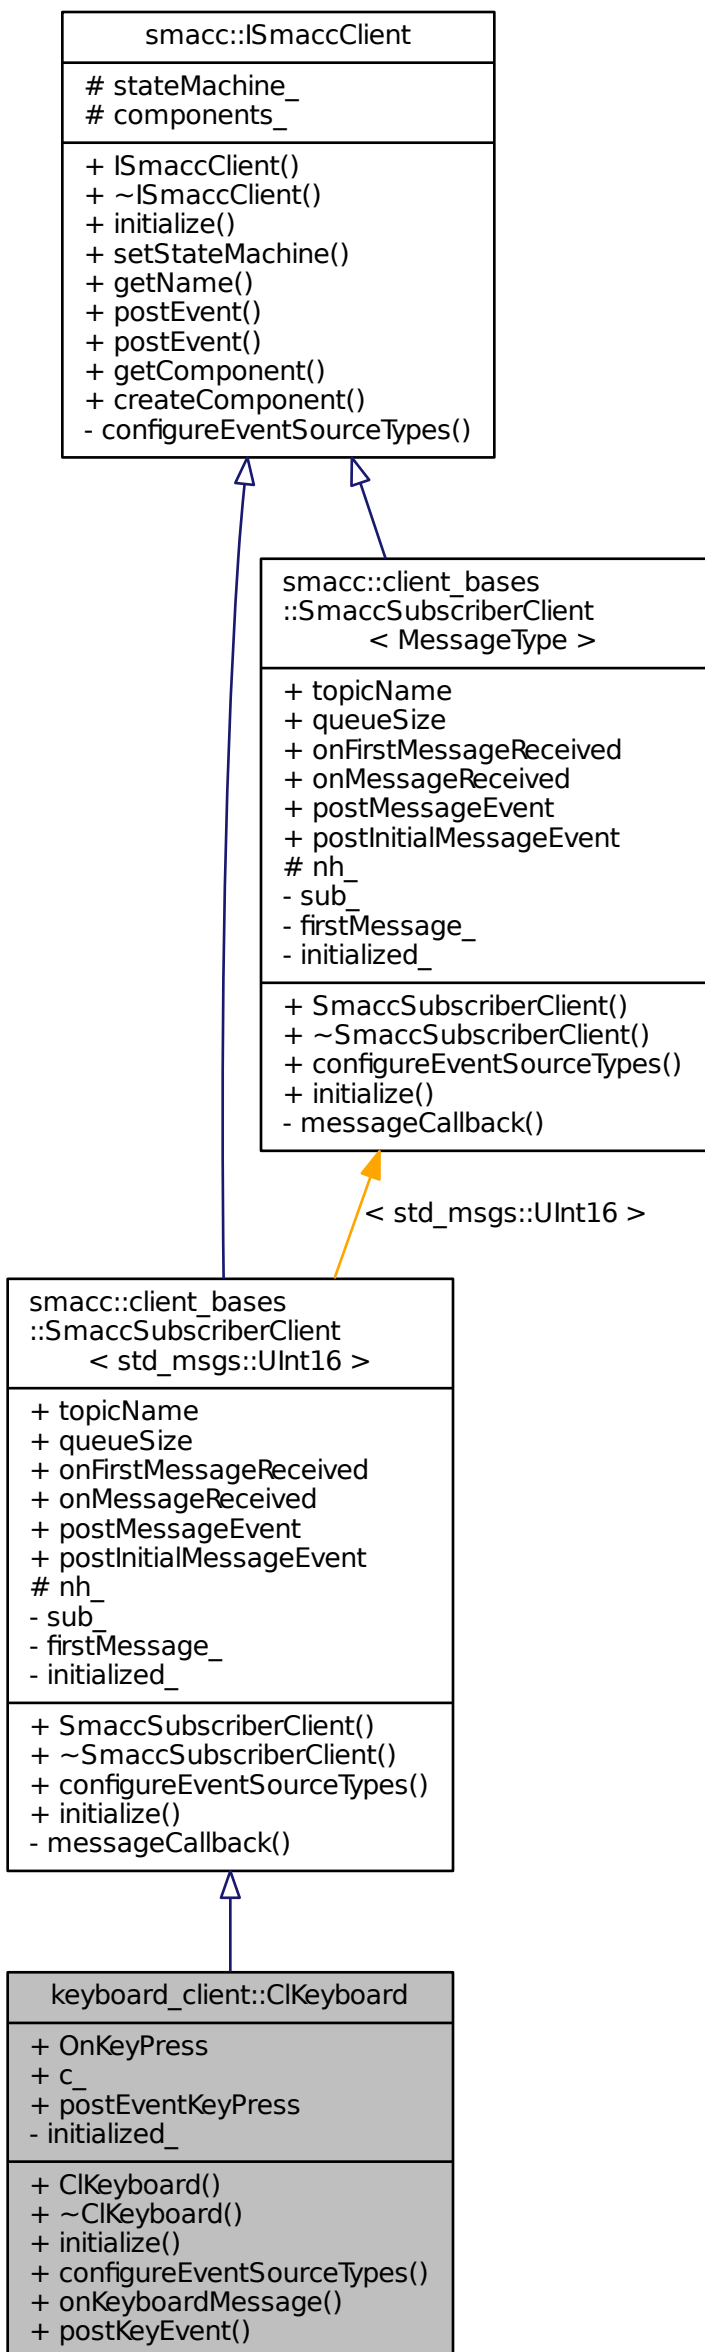 smacc::ISmaccClient
# stateMachine_
# components_
+ ISmaccClient()
+ ~ISmaccClient()
+ initialize()
+ setStateMachine()
+ getName()
+ postEvent()
+ postEvent()
+ getComponent()
+ createComponent()
- configureEventSourceTypes()
smacc::client_bases
::SmaccSubscriberClient
< MessageType >
+ topicName
+ queueSize
+ onFirstMessageReceived
+ onMessageReceived
+ postMessageEvent
+ postInitialMessageEvent
# nh_
- sub_
- firstMessage_
- initialized_
+ SmaccSubscriberClient()
+ ~SmaccSubscriberClient()
+ configureEventSourceTypes()
+ initialize()
- messageCallback()
< std_msgs::UInt16 >
smacc::client_bases
::SmaccSubscriberClient
< std_msgs::UInt16 >
+ topicName
+ queueSize
+ onFirstMessageReceived
+ onMessageReceived
+ postMessageEvent
+ postInitialMessageEvent
# nh_
- sub_
- firstMessage_
- initialized_
+ SmaccSubscriberClient()
+ ~SmaccSubscriberClient()
+ configureEventSourceTypes()
+ initialize()
- messageCallback()
keyboard_client::ClKeyboard
+ OnKeyPress
+ c_
+ postEventKeyPress
- initialized_
+ ClKeyboard()
+ ~ClKeyboard()
+ initialize()
+ configureEventSourceTypes()
+ onKeyboardMessage()
+ postKeyEvent()